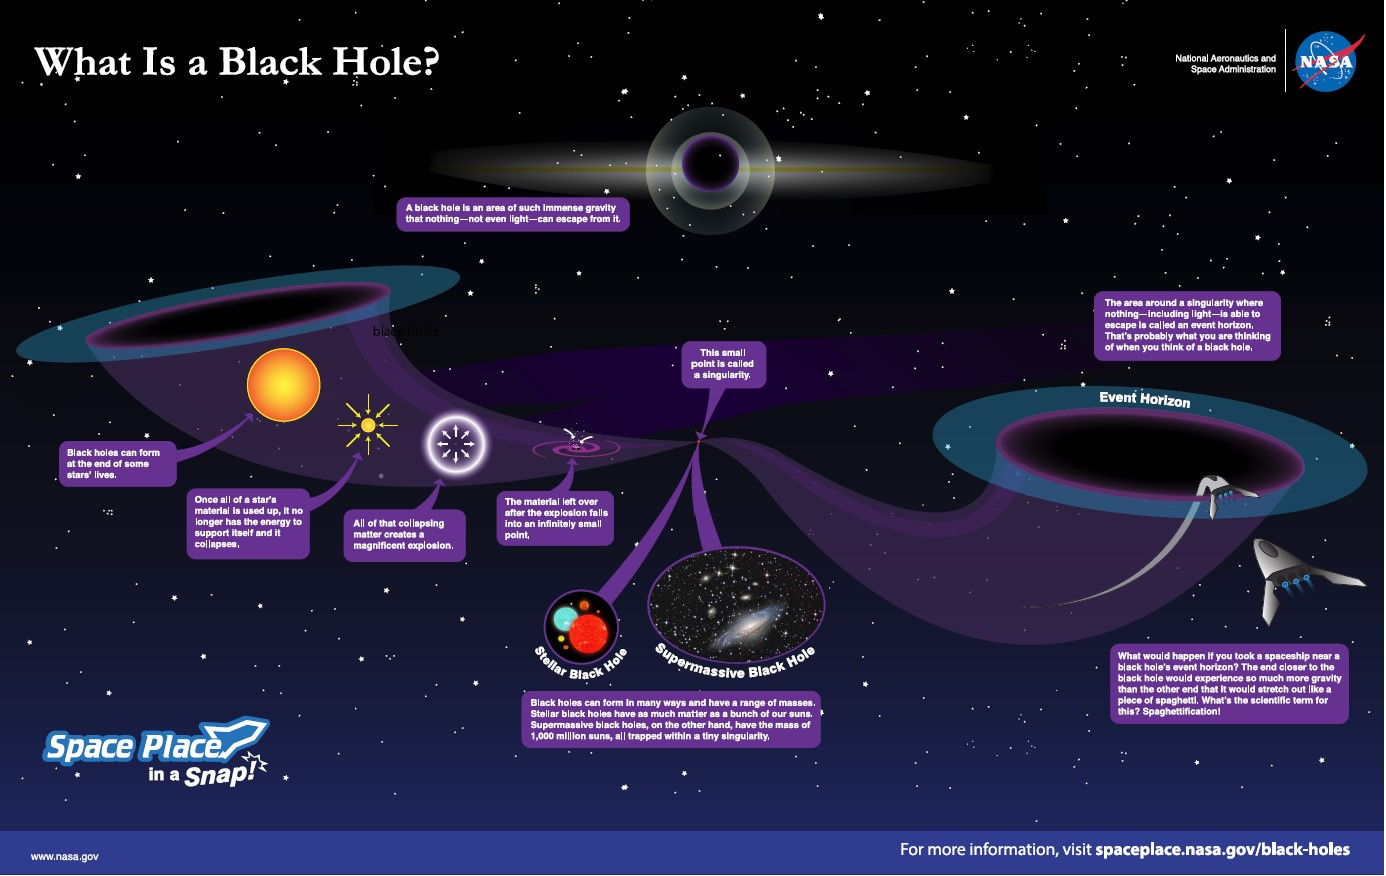 What Is a Black Hole?
National Aeronautics and
Space Administration
NASA
A black hole is an area of such immense gravity
that nothing—not even light—can escape from it.
black-holes
The area around a singularity where
nothing—including light—is able to
escape is called an event horizon.
That's probably what you are thinking
of when you think of a black hole.
This small
point is called
a singularity.
Event Horizon
Black holes can form
at the end of some
stars' lives.
Once all of a star's
material is used up, it no
longer has the energy to
support itself and it
collapses.
All of that collapsing
matter creates a
magnificent explosion.
The material left over
after the explosion falls
into an infinitely small
point.
Stellar Black Hole
Supermassive Black Hole
Black holes can form in many ways and have a range of masses.
Stellar black holes have as much matter as a bunch of our suns.
Supermassive black holes, on the other hand, have the mass of
1,000 million suns, all trapped within a tiny singularity.
What would happen if you took a spaceship near a
black hole's event horizon? The end closer to the
black hole would experience so much more gravity
than the other end that it would stretch out like a
piece of spaghetti. What's the scientific term for
this? Spaghettification!
Space Place
in a Snap!
www.nasa.gov
For more information, visit spaceplace.nasa.gov/black-holes